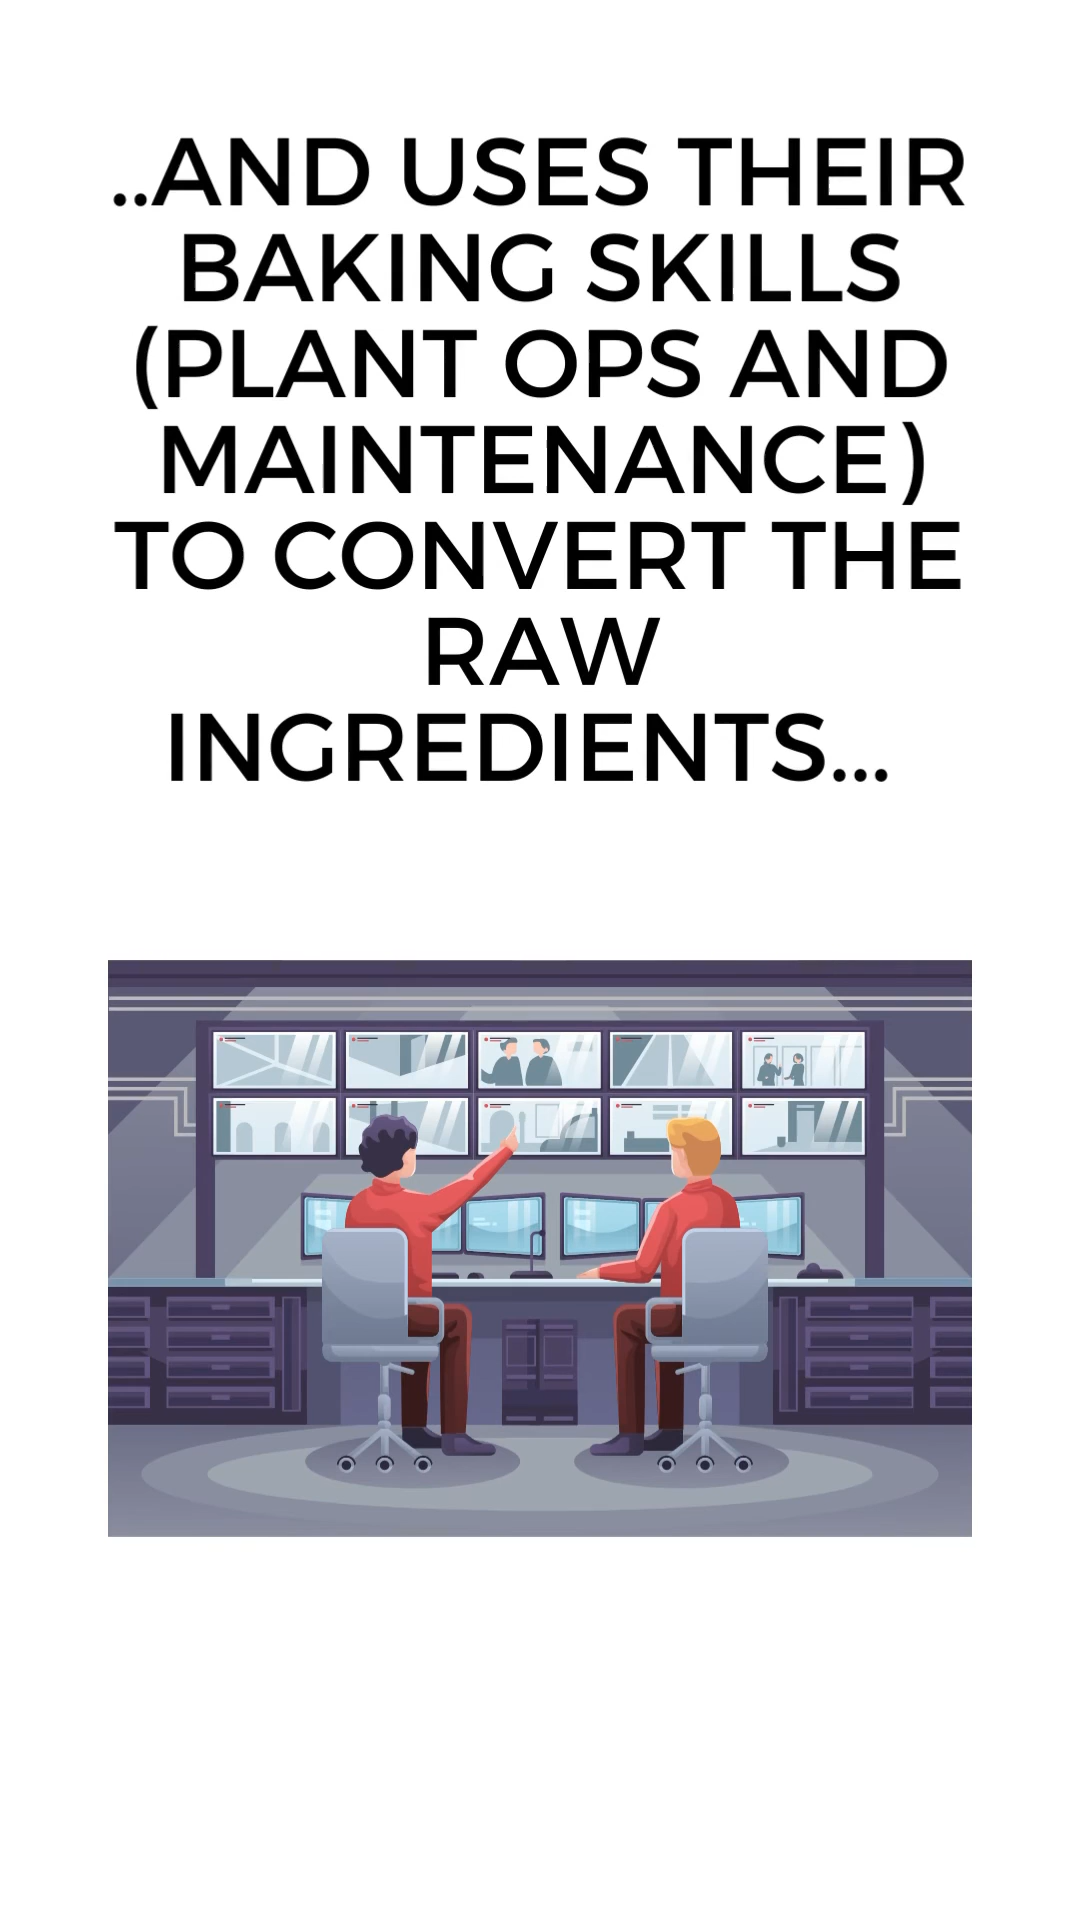 ..AND USES THEIR
BAKING SKILLS
(PLANT OPS AND
MAINTENANCE)
TO CONVERT THE
RAW
INGREDIENTS...